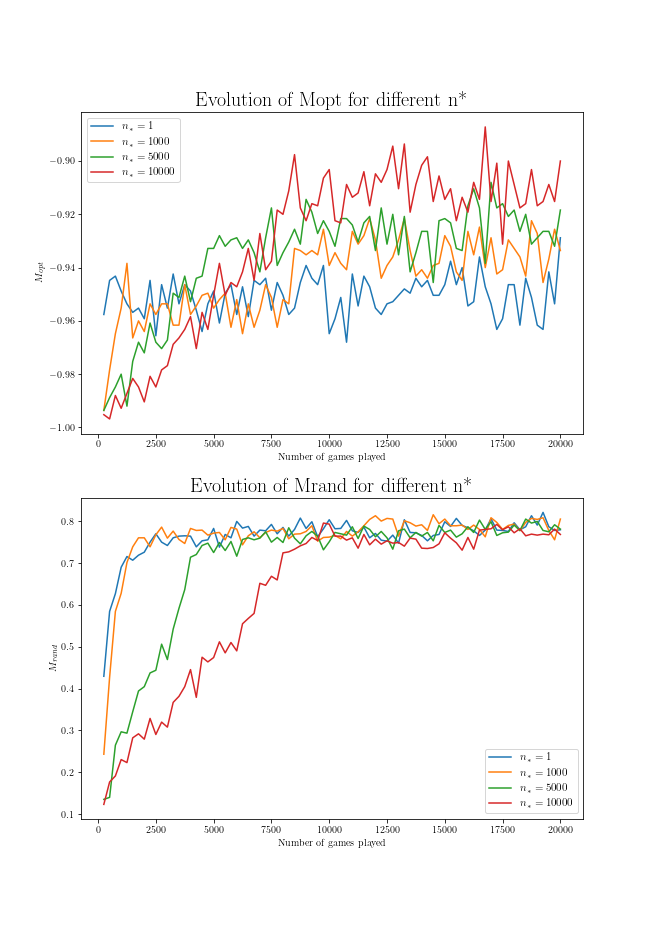 Evolution of Mopt for different n*
n* = 1
n* = 1000
n* = 5000
n* = 10000
−0.90
−0.92
−0.94
−0.96
−0.98
−1.00
Mopt
0 2500 5000 7500 10000 12500 15000 17500 20000
Number of games played
Evolution of Mrand for different n*
0.8
0.7
0.6
0.5
0.4
0.3
0.2
0.1
Mrand
n* = 1
n* = 1000
n* = 5000
n* = 10000
0 2500 5000 7500 10000 12500 15000 17500 20000
Number of games played